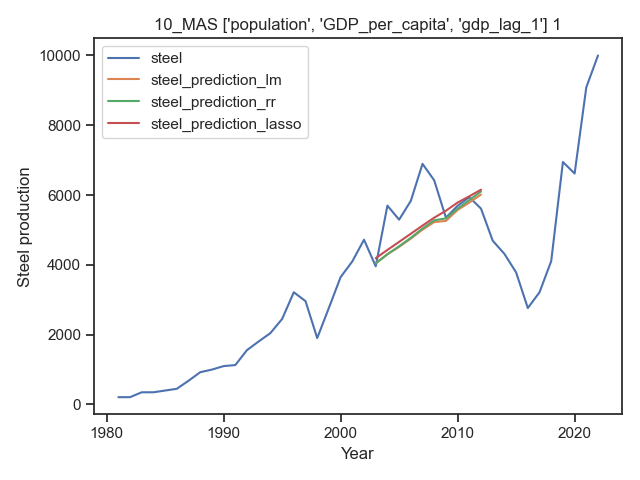 10_MAS ['population', 'GDP_per_capita', 'gdp_lag_1'] 1
steel
steel_prediction_lm
steel_prediction_rr
steel_prediction_lasso
Steel production
10000
8000
6000
4000
2000
0
1980
1990
2000
2010
2020
Year